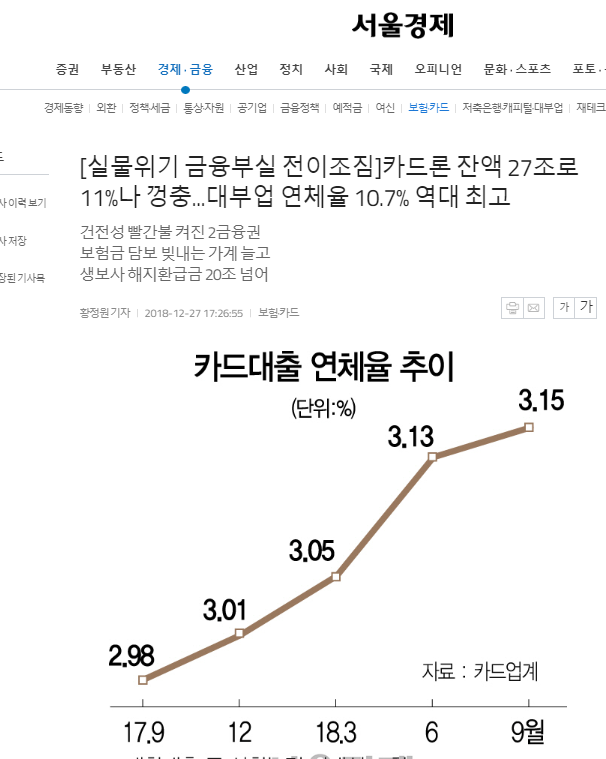 서울경제
증권 부동산 경제·금융 산업 정치 사회 국제 오피니언 문화·스포츠 포토·
경제동향 외환 정책·세금 통상·자원 공기업 금융정책 예적금 여신 보험·카드 저축은행·캐피털·대부업 재테크
[실물위기 금융부실 전이조짐]카드론 잔액 27조로
11%나 껑충...대부업 연체율 10.7% 역대 최고
사 이력 보기
건전성 빨간불 켜진 2금융권
사 저장
보험금 담보 빚내는 가계 늘고
장된 기사목
생보사 해지환급금 20조 넘어
황정원 기자 2018-12-27 17:26:55 보험·카드
가 가
카드대출 연체율 추이
(단위:%)
3.15
3.13
3.05
3.01
2.98
자료 : 카드업계
17.9 12 18.3 6 9월